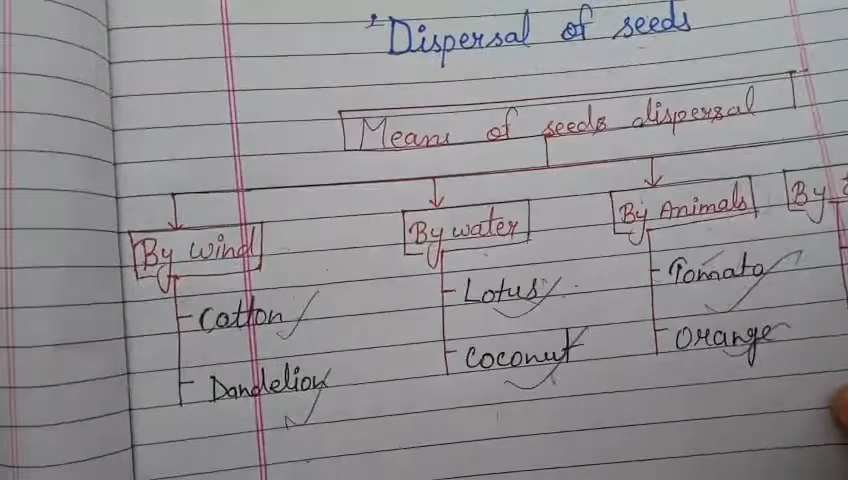 Dispersal of seeds
Means of seeds dispersal
By wind
By water
By Animals
By
Cotton
Lotus
Tomato
Dandelion
Coconut
Orange